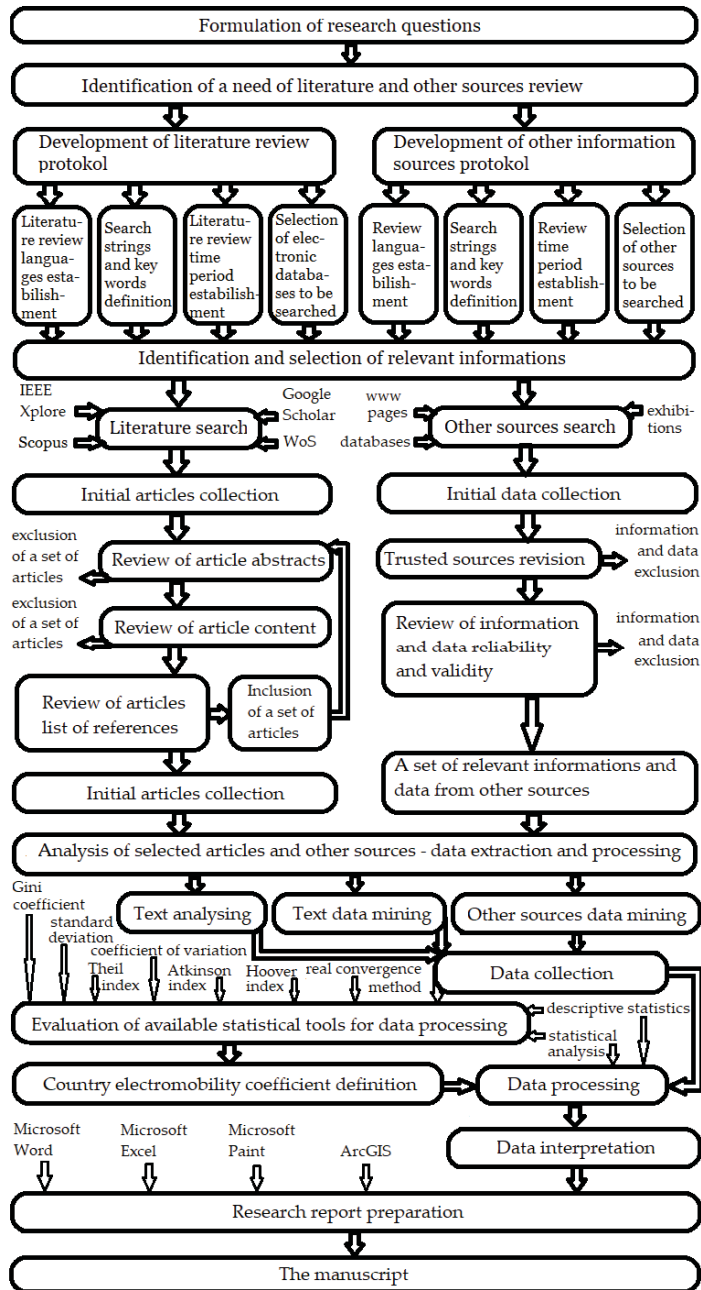 Formulation of research questions
Identification of a need of literature and other sources review
Development of literature review
protokol
Development of other information
sources protokol
Literatu-
re review
langua-
ges esta-
bilish-
ment
Search
strings
and key
words
definition
Literatu-
re review
time
period
estabilish-
ment
Selection
of elec-
tronic
databa-
ses to be
searched
Review
langua-
ges esta-
bilishment
Search
strings
and key
words
definition
Review
time
period
establish-
ment
Selection
of other
sources
to be
searched
Identification and selection of relevant informations
IEEE
Xplore
Scopus
Literature search
Google
Scholar
WoS
www
pages
databases
Other sources search
exhibi-
tions
Initial articles collection
Initial data collection
exclusion
of a set of
articles
Review of article abstracts
Trusted sources revision
information
and data
exclusion
exclusion
of a set of
articles
Review of article content
Review of information
and data reliability
and validity
information
and data
exclusion
Review of articles
list of references
Inclusion
of a set of
articles
Initial articles collection
A set of relevant informations and
data from other sources
Analysis of selected articles and other sources - data extraction and processing
Gini
coefficient
standard
deviation
Text analysing
Text data mining
Other sources data mining
coefficient of variation
Theil
index
Atkinson
index
Hoover
index
real convergence
method
Data collection
Evaluation of available statistical tools for data processing
descriptive statistics
statistical
analysis
Country electromobility coefficient definition
Data processing
Microsoft
Word
Microsoft
Excel
Microsoft
Paint
ArcGIS
Data interpretation
Research report preparation
The manuscript